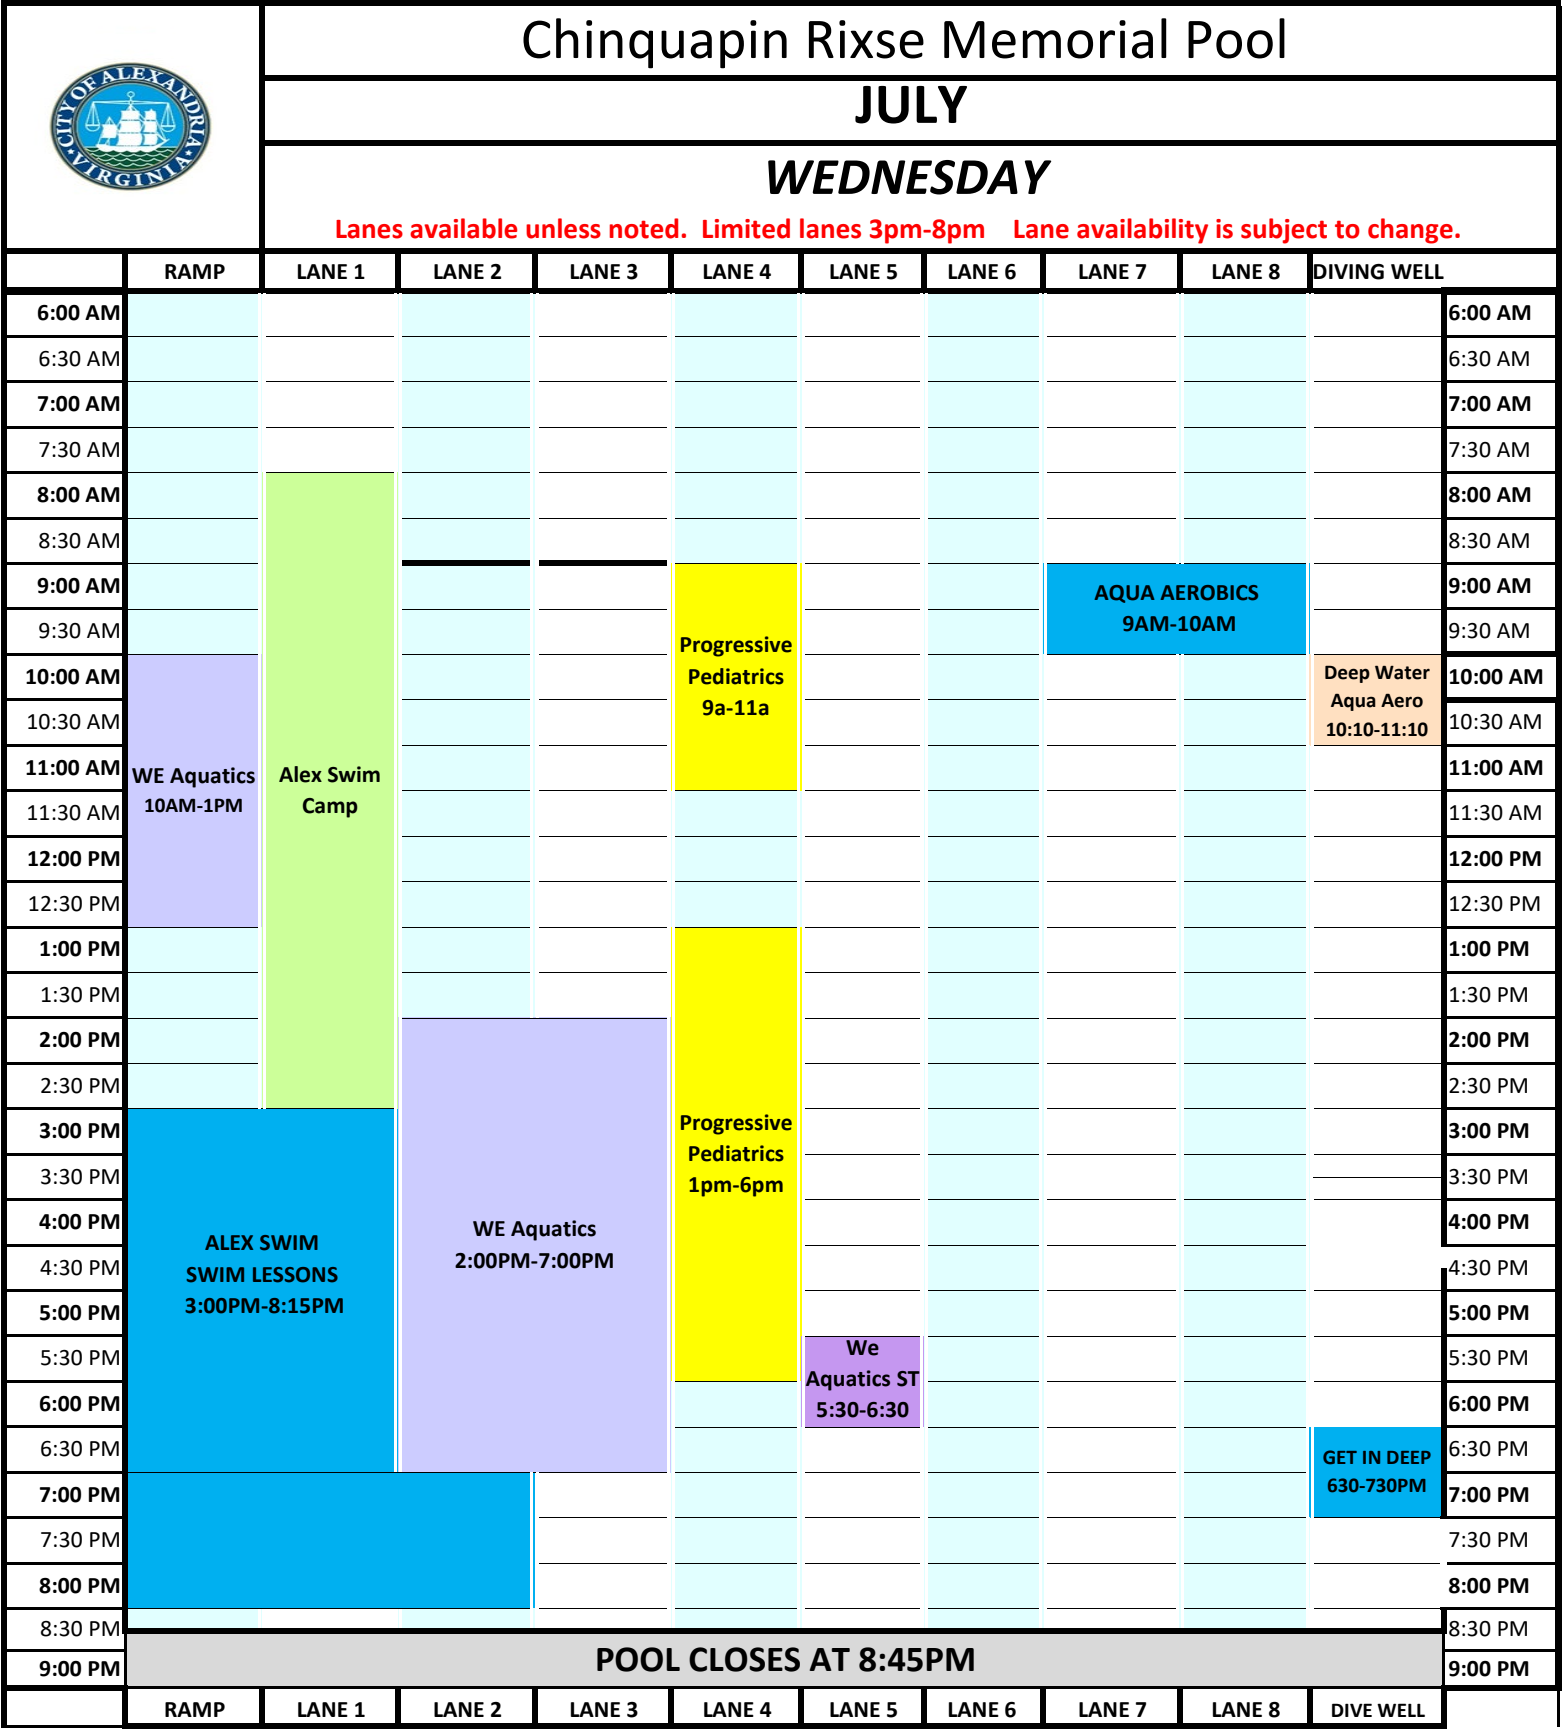 Chinquapin Rixse Memorial Pool
CITY OF ALEXANDRIA
VIRGINIA
JULY
WEDNESDAY
Lanes available unless noted. Limited lanes 3pm-8pm Lane availability is subject to change.
RAMP LANE 1 LANE 2 LANE 3 LANE 4 LANE 5 LANE 6 LANE 7 LANE 8 DIVING WELL
6:00 AM 6:00 AM
6:30 AM 6:30 AM
7:00 AM 7:00 AM
7:30 AM 7:30 AM
8:00 AM 8:00 AM
8:30 AM 8:30 AM
9:00 AM 9:00 AM
9:30 AM 9:30 AM
10:00 AM 10:00 AM
10:30 AM 10:30 AM
11:00 AM 11:00 AM
11:30 AM 11:30 AM
12:00 PM 12:00 PM
12:30 PM 12:30 PM
1:00 PM 1:00 PM
1:30 PM 1:30 PM
2:00 PM 2:00 PM
2:30 PM 2:30 PM
3:00 PM 3:00 PM
3:30 PM 3:30 PM
4:00 PM 4:00 PM
4:30 PM 4:30 PM
5:00 PM 5:00 PM
5:30 PM 5:30 PM
6:00 PM 6:00 PM
6:30 PM 6:30 PM
7:00 PM 7:00 PM
7:30 PM 7:30 PM
8:00 PM 8:00 PM
8:30 PM 8:30 PM
9:00 PM 9:00 PM
AQUA AEROBICS
9AM-10AM
Progressive
Pediatrics
9a-11a
Deep Water
Aqua Aero
10:10-11:10
WE Aquatics
10AM-1PM
Alex Swim
Camp
Progressive
Pediatrics
1pm-6pm
WE Aquatics
2:00PM-7:00PM
ALEX SWIM
SWIM LESSONS
3:00PM-8:15PM
We
Aquatics ST
5:30-6:30
GET IN DEEP
630-730PM
POOL CLOSES AT 8:45PM
RAMP LANE 1 LANE 2 LANE 3 LANE 4 LANE 5 LANE 6 LANE 7 LANE 8 DIVE WELL